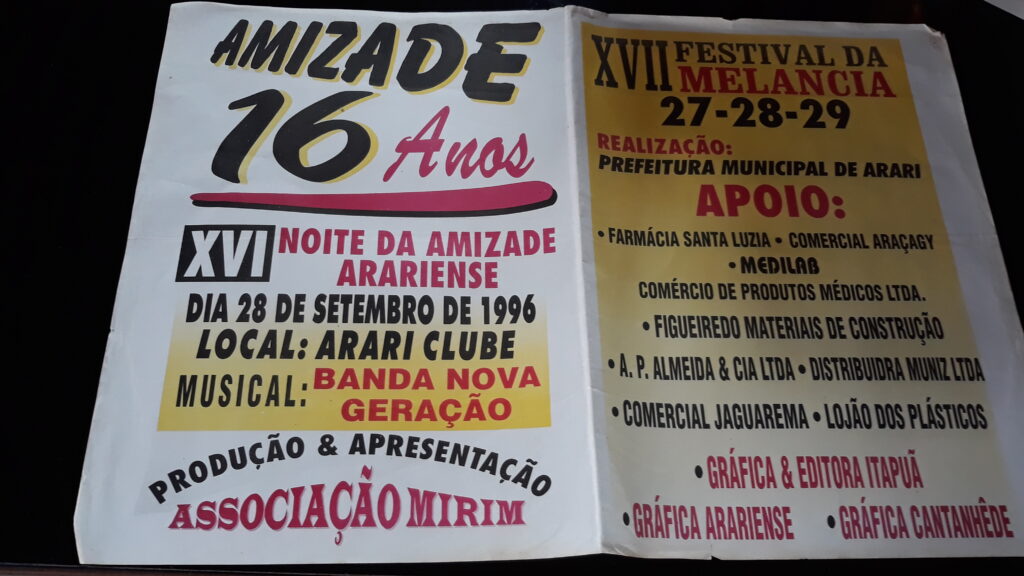 AMIZADE
16 Anos
XVI NOITE DA AMIZADE
ARARIENSE
DIA 28 DE SETEMBRO DE 1996
LOCAL: ARARI CLUBE
MUSICAL: BANDA NOVA
GERAÇÃO
PRODUÇÃO & APRESENTAÇÃO
ASSOCIAÇÃO MIRIM
XVII FESTIVAL DA
MELANCIA
27-28-29
REALIZAÇÃO:
PREFEITURA MUNICIPAL DE ARARI
APOIO:
• FARMÁCIA SANTA LUZIA • COMERCIAL ARAÇAGY
• MEDILAB
COMÉRCIO DE PRODUTOS MÉDICOS LTDA.
• FIGUEIREDO MATERIAIS DE CONSTRUÇÃO
• A. P. ALMEIDA & CIA LTDA • DISTRIBUIDRA MUNIZ LTDA
• COMERCIAL JAGUAREMA • LOJÃO DOS PLÁSTICOS
• GRÁFICA & EDITORA ITAPUÃ
• GRÁFICA ARARIENSE • GRÁFICA CANTANHÊDE